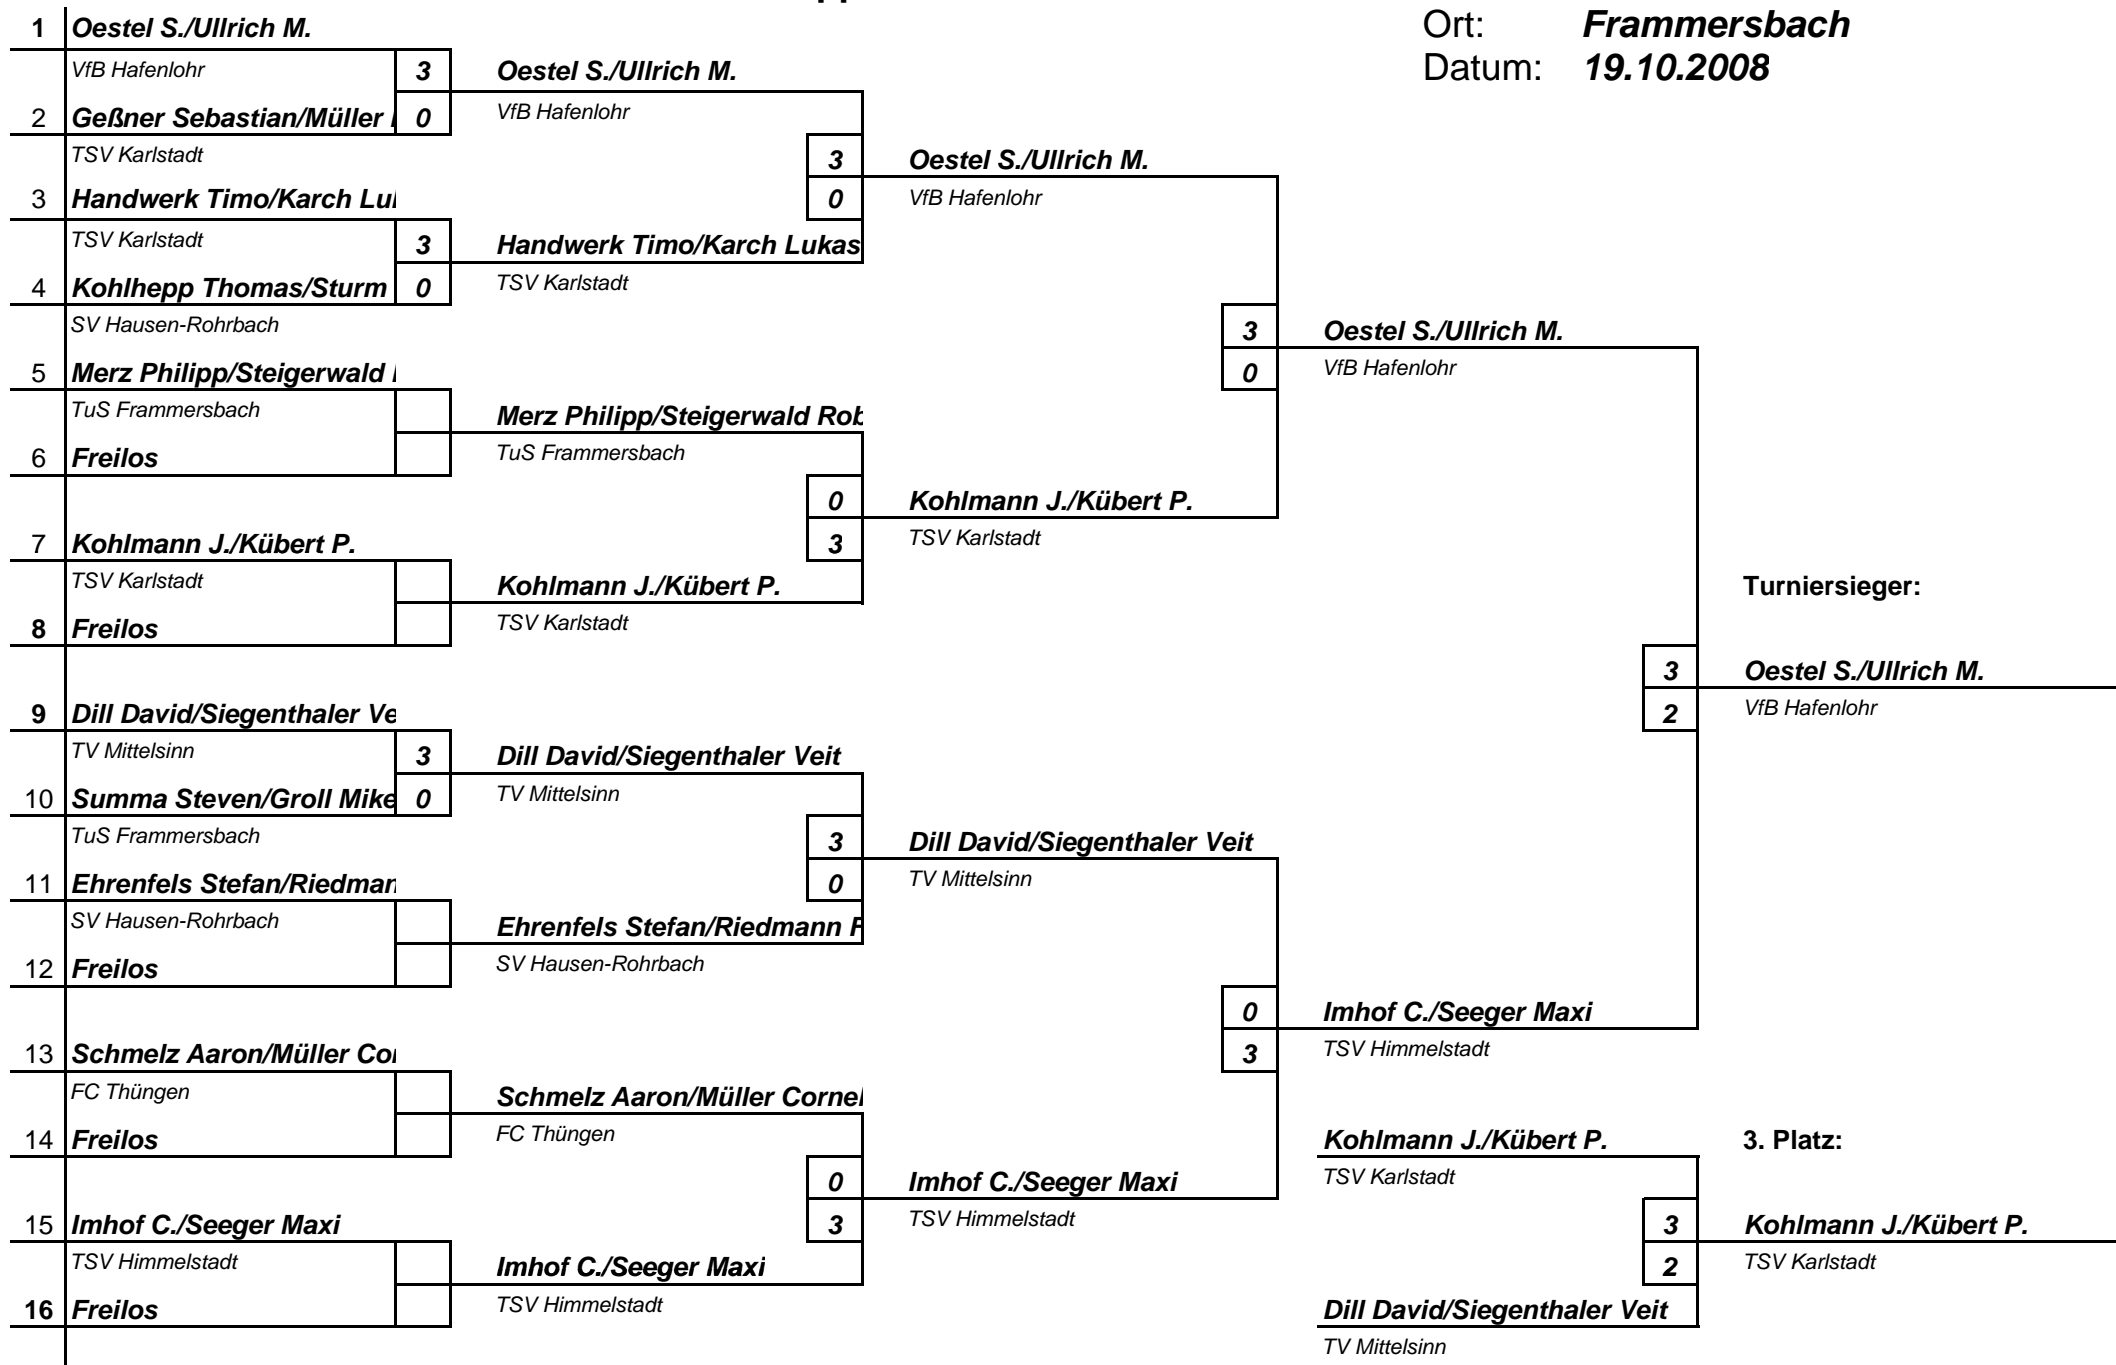 Ort: Frammersbach
Datum: 19.10.2008
1 Oestel S./Ullrich M.
VfB Hafenlohr 3
2 Geßner Sebastian/Müller 0
TSV Karlstadt
3 Handwerk Timo/Karch
TSV Karlstadt 3
4 Kohlhepp Thomas/Sturm 0
SV Hausen-Rohrbach
5 Merz Philipp/Steigerwald
TuS Frammersbach
6 Freilos
7 Kohlmann J./Kübert P.
TSV Karlstadt
8 Freilos
9 Dill David/Siegenthaler Ve
TV Mittelsinn 3
10 Summa Steven/Groll Mike 0
TuS Frammersbach
11 Ehrenfels Stefan/Riedman
SV Hausen-Rohrbach
12 Freilos
13 Schmelz Aaron/Müller Co
FC Thüngen
14 Freilos
15 Imhof C./Seeger Maxi
TSV Himmelstadt
16 Freilos
Oestel S./Ullrich M.
VfB Hafenlohr
3
0
Handwerk Timo/Karch Lukas
TSV Karlstadt
Merz Philipp/Steigerwald Rob
TuS Frammersbach
0
3
Kohlmann J./Kübert P.
TSV Karlstadt
Dill David/Siegenthaler Veit
TV Mittelsinn
3
0
Ehrenfels Stefan/Riedmann F
SV Hausen-Rohrbach
Schmelz Aaron/Müller Cornel
FC Thüngen
0
3
Imhof C./Seeger Maxi
TSV Himmelstadt
Oestel S./Ullrich M.
VfB Hafenlohr
3
0
Kohlmann J./Kübert P.
TSV Karlstadt
Dill David/Siegenthaler Veit
TV Mittelsinn
0
3
Imhof C./Seeger Maxi
TSV Himmelstadt
Oestel S./Ullrich M.
VfB Hafenlohr
3
2
Imhof C./Seeger Maxi
TSV Himmelstadt
Turniersieger:
Oestel S./Ullrich M.
VfB Hafenlohr
Kohlmann J./Kübert P.
TSV Karlstadt
3
2
Dill David/Siegenthaler Veit
TV Mittelsinn
3. Platz:
Kohlmann J./Kübert P.
TSV Karlstadt